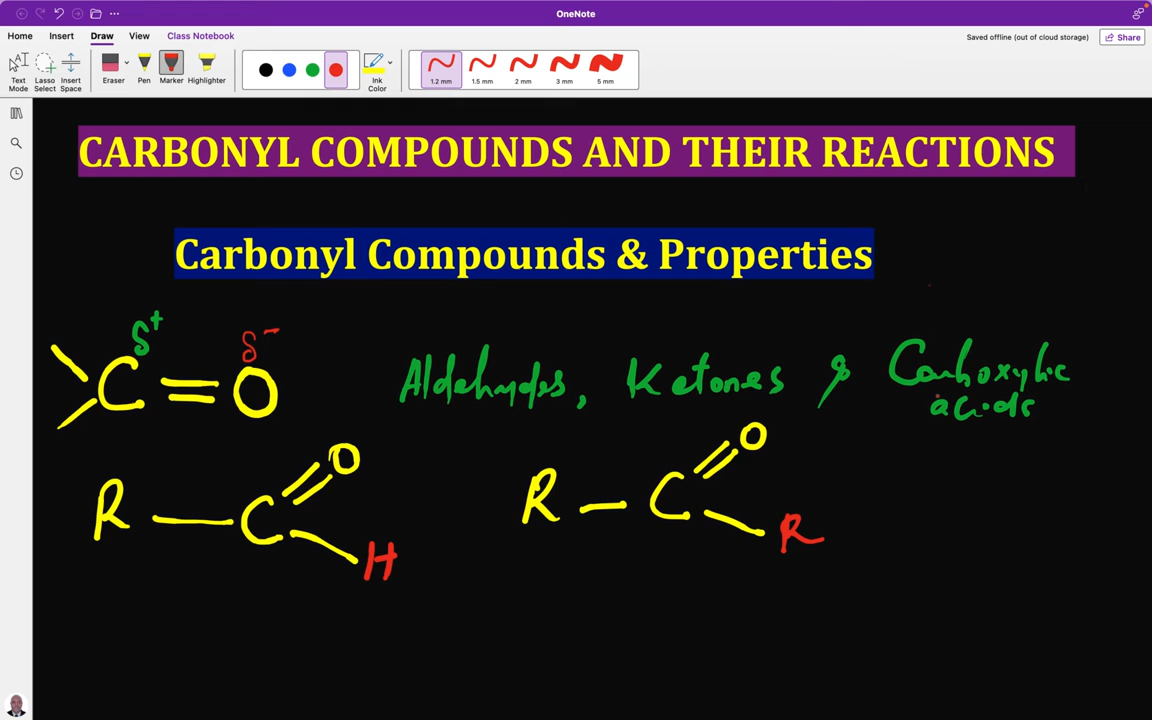 OneNote
Home Insert Draw View Class Notebook
Saved offline (out of cloud storage)
Share
Text Mode
Lasso Select
Insert Space
Eraser
Pen
Marker
Highlighter
Ink Color
1.2 mm
1.5 mm
2 mm
3 mm
5 mm
CARBONYL COMPOUNDS AND THEIR REACTIONS
Carbonyl Compounds & Properties
δ+ δ−
C=O
Aldehydes, Ketones & Carboxylic
acids
O
R — C
H
O
R — C
R